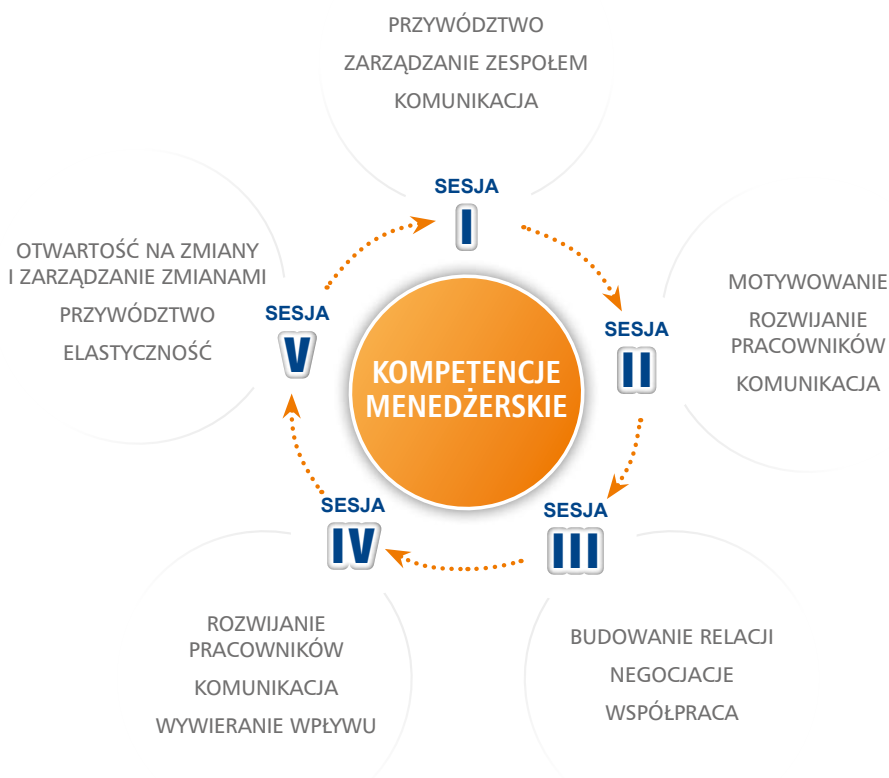 PRZYWÓDZTWO
ZARZĄDZANIE ZESPOŁEM
KOMUNIKACJA
SESJA
I
MOTYWOWANIE
ROZWIJANIE
PRACOWNIKÓW
KOMUNIKACJA
SESJA
II
BUDOWANIE RELACJI
NEGOCJACJE
WSPÓŁPRACA
SESJA
III
ROZWIJANIE
PRACOWNIKÓW
KOMUNIKACJA
WYWIERANIE WPŁYWU
SESJA
IV
OTWARTOŚĆ NA ZMIANY
I ZARZĄDZANIE ZMIANAMI
PRZYWÓDZTWO
ELASTYCZNOŚĆ
SESJA
V
KOMPETENCJE
MENEDŻERSKIE